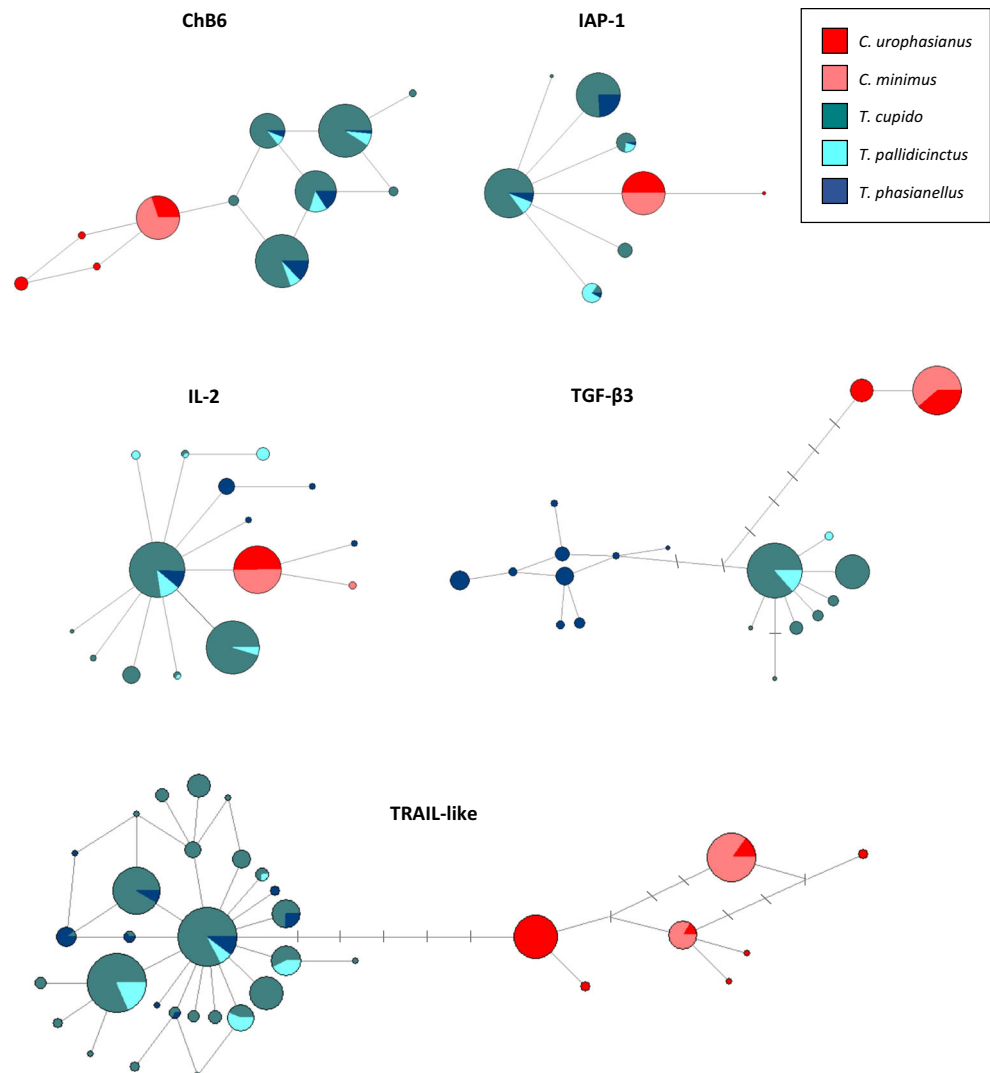 ChB6
IAP-1
C. urophasianus
C. minimus
T. cupido
T. pallidicinctus
T. phasianellus
IL-2
TGF-β3
TRAIL-like